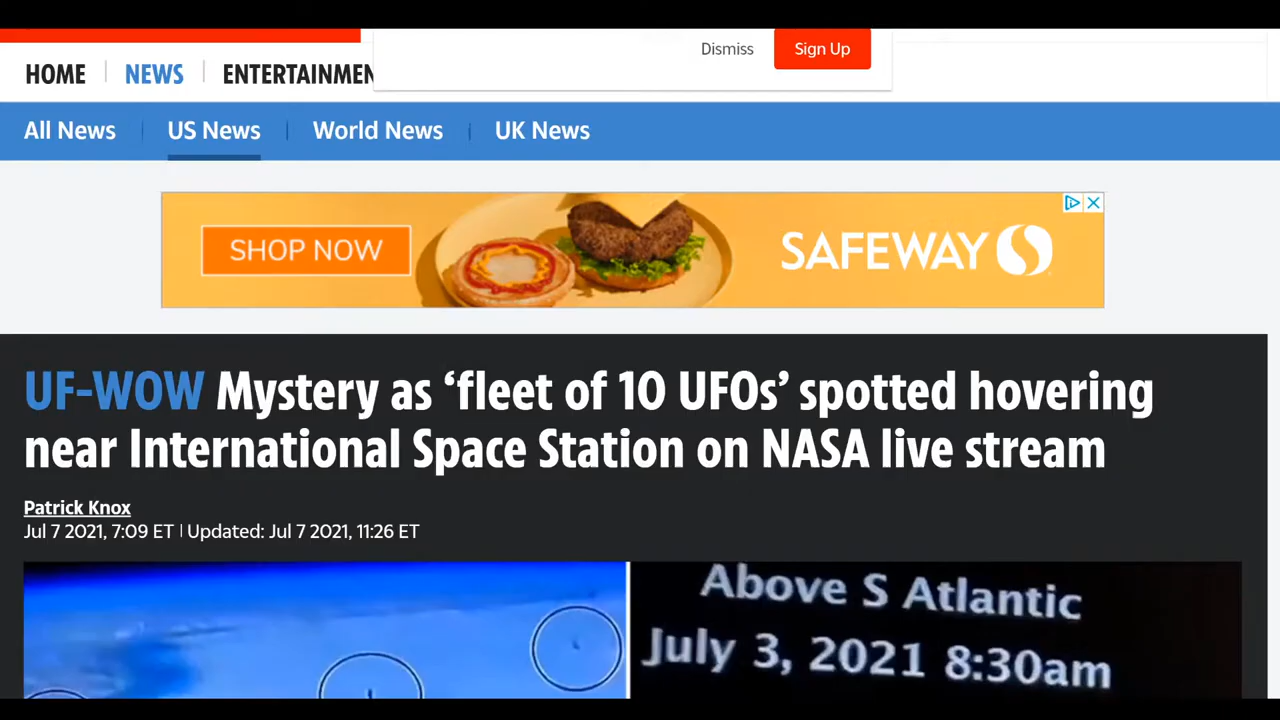 Dismiss
Sign Up
HOME
NEWS
ENTERTAINMEN
All News
US News
World News
UK News
SHOP NOW
SAFEWAY
UF-WOW Mystery as ‘fleet of 10 UFOs’ spotted hovering
near International Space Station on NASA live stream
Patrick Knox
Jul 7 2021, 7:09 ET | Updated: Jul 7 2021, 11:26 ET
Above S Atlantic
July 3, 2021 8:30am